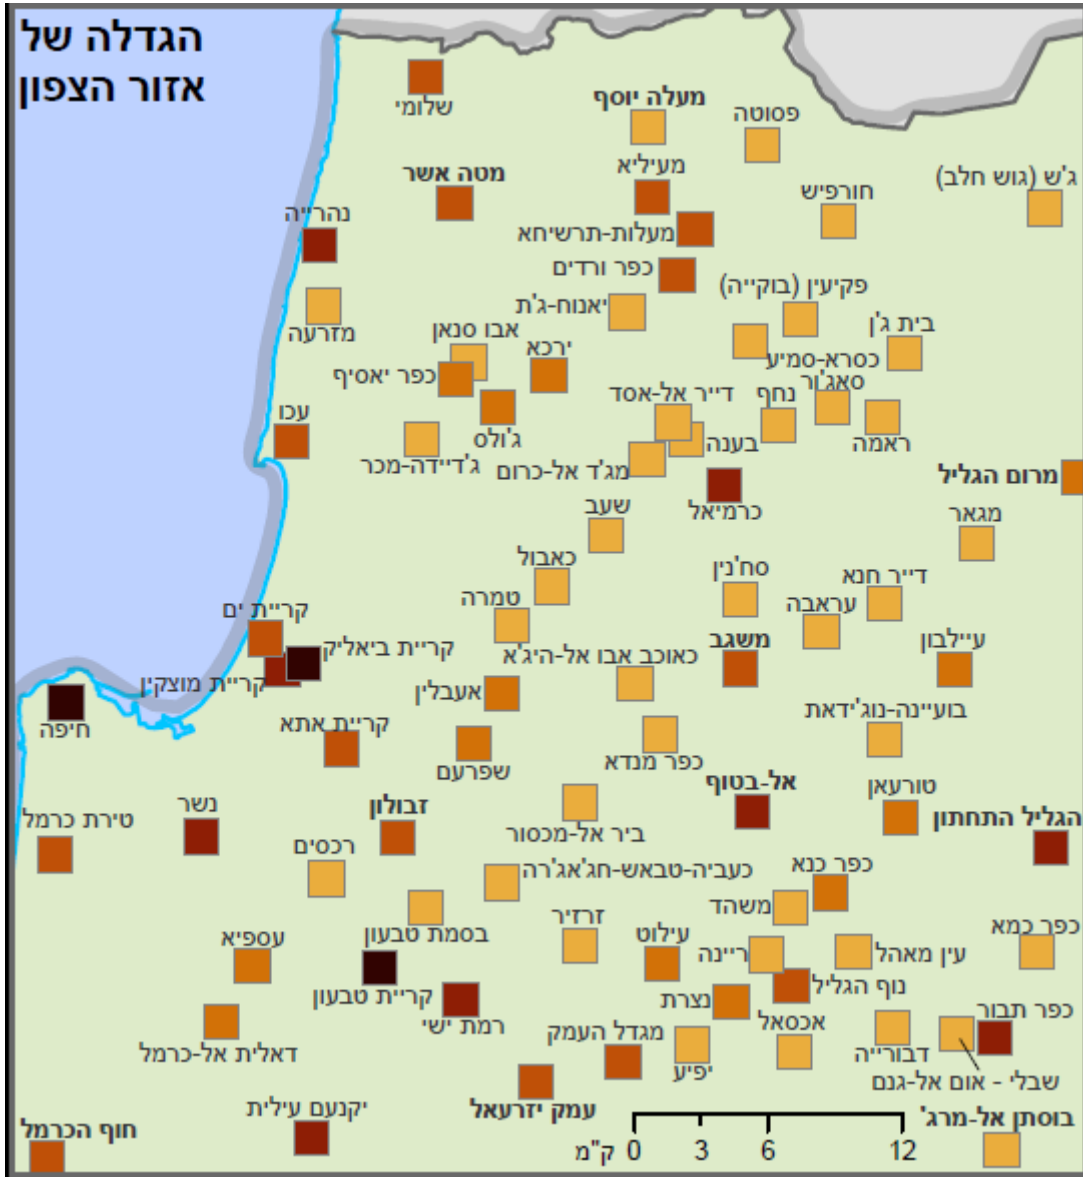 הגדלה של
אזור הצפון
שלומי
מעלה יוסף
פסוטה
מטה אשר
מעיליא
חורפיש
ג'ש (גוש חלב)
נהרייה
מעלות-תרשיחא
כפר ורדים
פקיעין (בוקייה)
יאנוח-ג'ת
מזרעה
אבו סנאן
ירכא
בית ג'ן
כסרא-סמיע
כפר יאסיף
סאג'ור
נחף
דייר אל-אסד
עכו
ג'ולס
ראמה
בענה
ג'דיידה-מכר
מג'ד אל-כרום
מרום הגליל
כרמיאל
שעב
מגאר
כאבול
סח'נין
דייר חנא
טמרה
עראבה
קריית ים
משגב
עיילבון
קריית ביאליק
כאוכב אבו אל-היג'א
קריית מוצקין
אעבלין
בועיינה-נוג'ידאת
חיפה
קריית אתא
שפרעם
כפר מנדא
אל-בטוף
טורעאן
נשר
זבולון
טירת כרמל
הגליל התחתון
ביר אל-מכסור
רכסים
כעביה-טבאש-חג'אג'רה
כפר כנא
משהד
זרזיר
כפר כמא
בסמת טבעון
עספיא
עילוט
ריינה
עין מאהל
קריית טבעון
נוף הגליל
נצרת
כפר תבור
רמת ישי
מגדל העמק
אכסאל
דאלית אל-כרמל
דבורייה
יפיע
שבלי - אום אל-גנם
יקנעם עילית
עמק יזרעאל
בוסתן אל-מרג'
חוף הכרמל
ק"מ 0 3 6 12